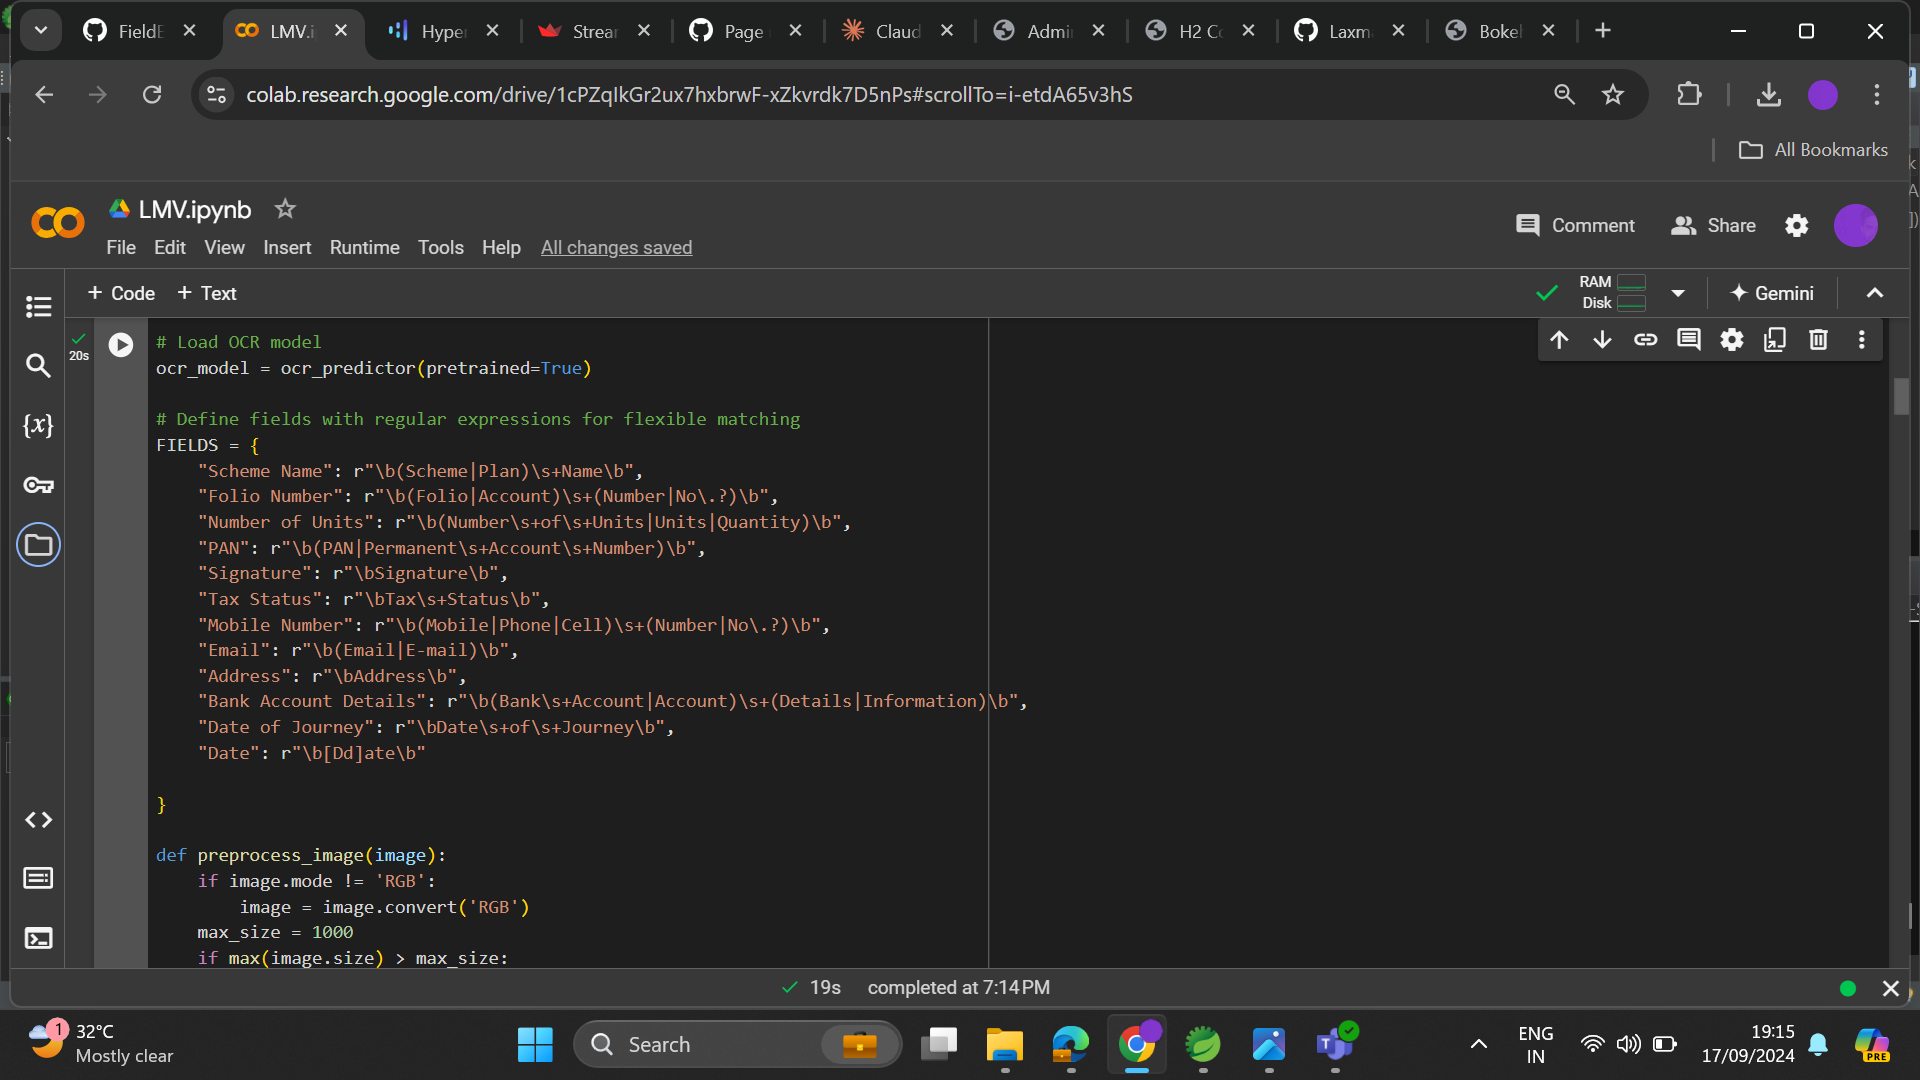 FieldE
LMV.i
Hyper
Strear
Page
Claud
Admi
H2 Co
Laxm
Bokeh
colab.research.google.com/drive/1cPZqIkGr2ux7hxbrwF-xZkvrdk7D5nPs#scrollTo=i-etdA65v3hS
All Bookmarks
LMV.ipynb
Comment
Share
File Edit View Insert Runtime Tools Help All changes saved
+ Code + Text
RAM
Disk
Gemini
20s
# Load OCR model
ocr_model = ocr_predictor(pretrained=True)
# Define fields with regular expressions for flexible matching
FIELDS = {
"Scheme Name": r"\b(Scheme|Plan)\s+Name\b",
"Folio Number": r"\b(Folio|Account)\s+(Number|No\.?)\b",
"Number of Units": r"\b(Number\s+of\s+Units|Units|Quantity)\b",
"PAN": r"\b(PAN|Permanent\s+Account\s+Number)\b",
"Signature": r"\bSignature\b",
"Tax Status": r"\bTax\s+Status\b",
"Mobile Number": r"\b(Mobile|Phone|Cell)\s+(Number|No\.?)\b",
"Email": r"\b(Email|E-mail)\b",
"Address": r"\bAddress\b",
"Bank Account Details": r"\b(Bank\s+Account|Account)\s+(Details|Information)\b",
"Date of Journey": r"\bDate\s+of\s+Journey\b",
"Date": r"\b[Dd]ate\b"
}
def preprocess_image(image):
if image.mode != 'RGB':
image = image.convert('RGB')
max_size = 1000
if max(image.size) > max_size:
19s completed at 7:14 PM
1
32°C
Mostly clear
Search
ENG
IN
19:15
17/09/2024
PRE